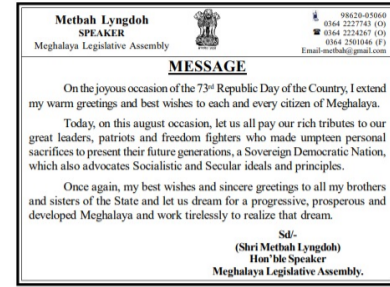 Metbah Lyngdoh
SPEAKER
Meghalaya Legislative Assembly
98620-05060
0364 2227743 (O)
0364 2224267 (O)
0364 2501046 (F)
Email-metbah@gmail.com
MESSAGE
On the joyous occasion of the 73rd Republic Day of the Country, I extend
my warm greetings and best wishes to each and every citizen of Meghalaya.
Today, on this august occasion, let us all pay our rich tributes to our
great leaders, patriots and freedom fighters who made umpteen personal
sacrifices to present their future generations, a Sovereign Democratic Nation,
which also advocates Socialistic and Secular ideals and principles.
Once again, my best wishes and sincere greetings to all my brothers
and sisters of the State and let us dream for a progressive, prosperous and
developed Meghalaya and work tirelessly to realize that dream.
Sd/-
(Shri Metbah Lyngdoh)
Hon'ble Speaker
Meghalaya Legislative Assembly.